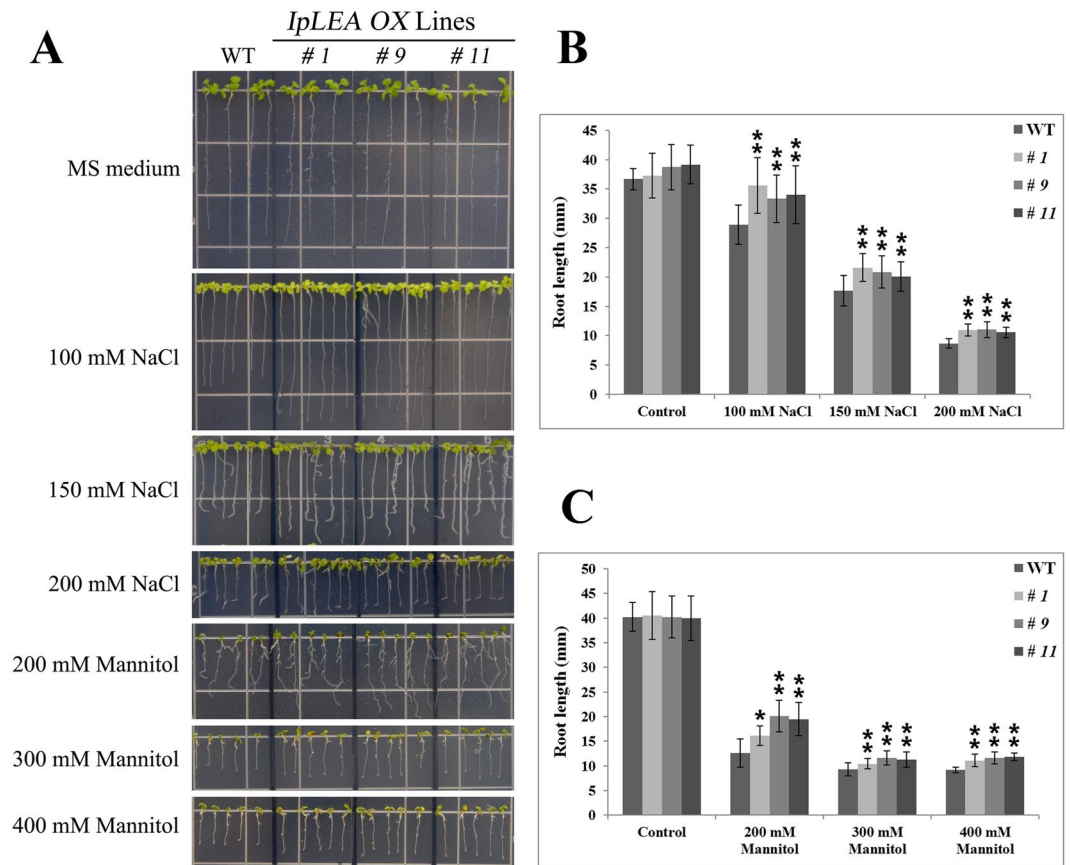 A
IpLEA OX Lines
WT # 1 # 9 # 11
MS medium
100 mM NaCl
150 mM NaCl
200 mM NaCl
200 mM Mannitol
300 mM Mannitol
400 mM Mannitol
B
Root length (mm)
45
40
35
30
25
20
15
10
5
0
** ** **
** ** **
** ** **
WT
# 1
# 9
# 11
Control 100 mM NaCl 150 mM NaCl 200 mM NaCl
C
Root length (mm)
50
45
40
35
30
25
20
15
10
5
0
* ** **
** ** **
** ** **
WT
# 1
# 9
# 11
Control 200 mM 300 mM 400 mM
Mannitol Mannitol Mannitol